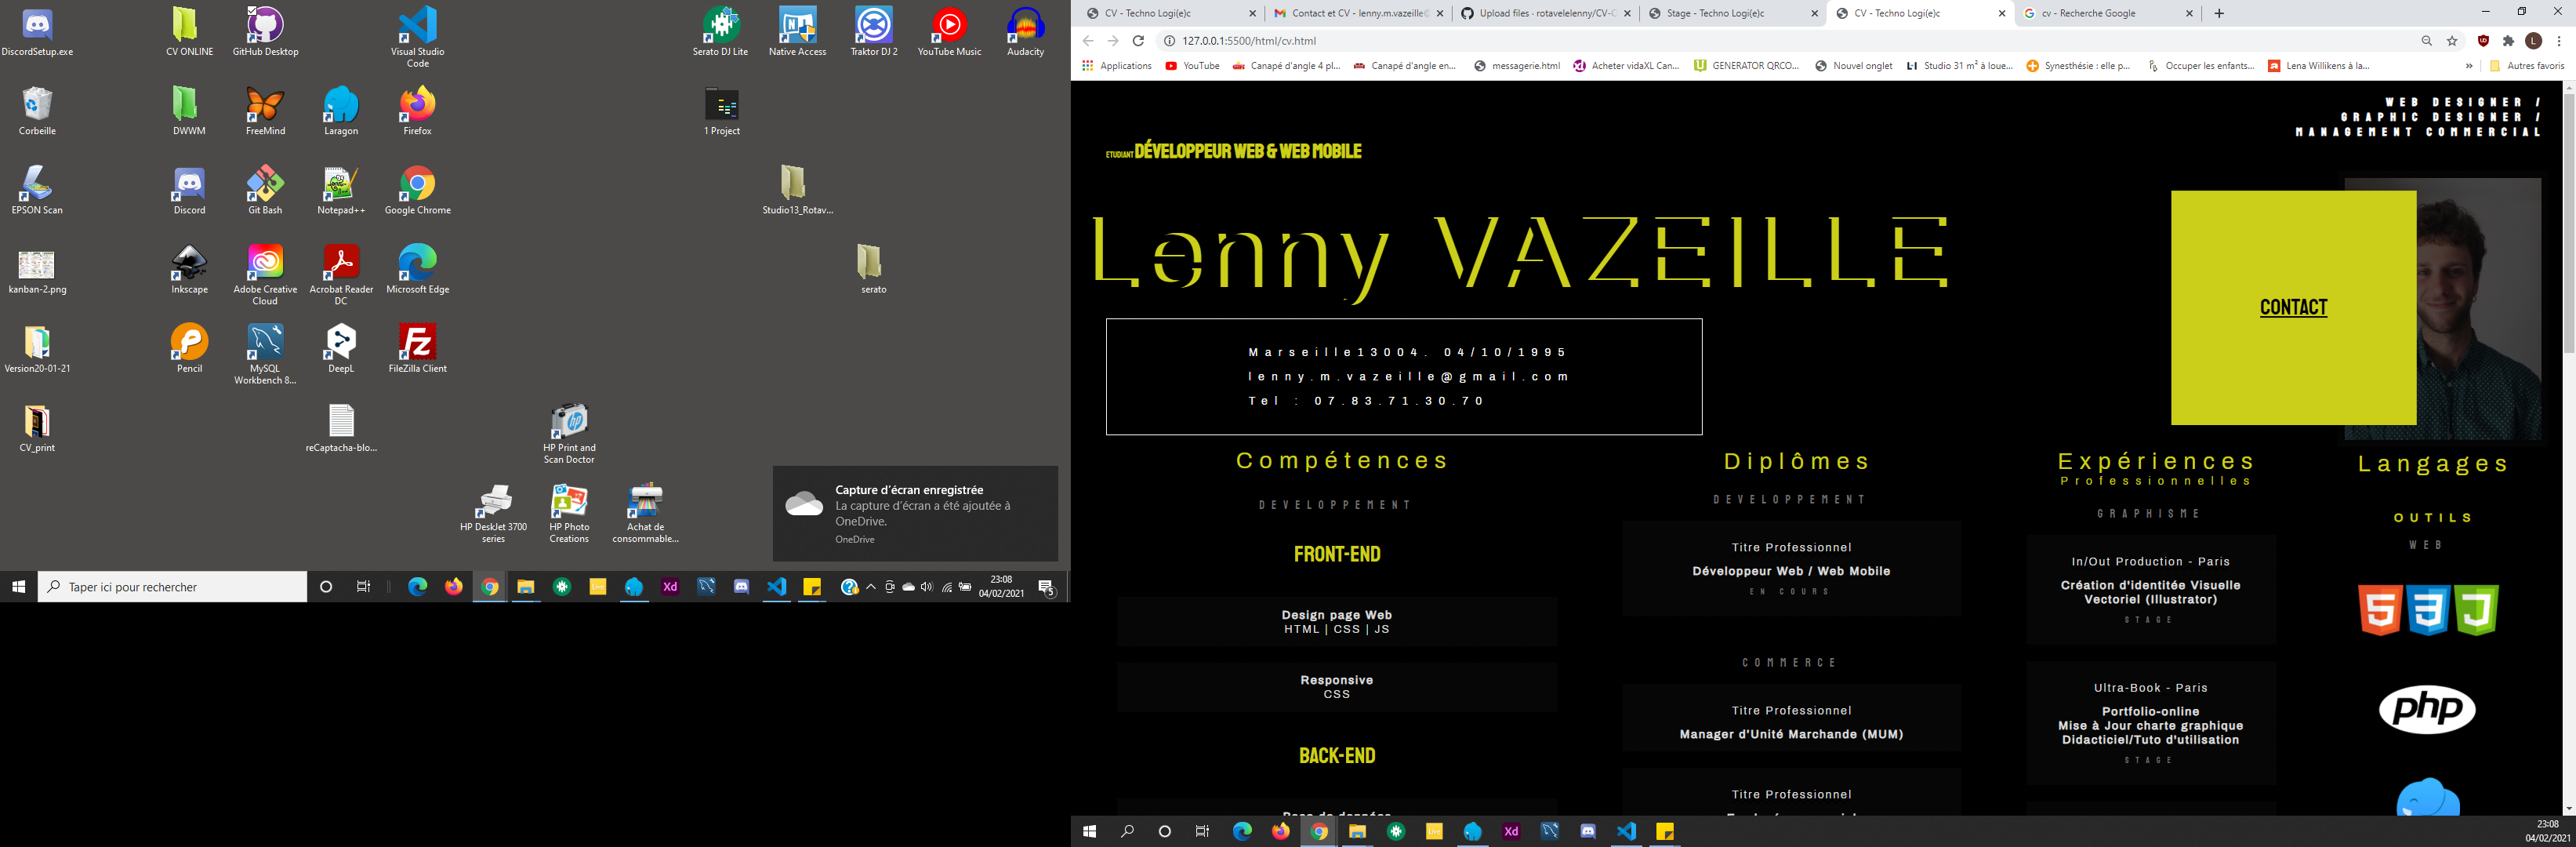 DiscordSetup.exe
CV ONLINE
GitHub Desktop
Visual Studio
Code
Serato DJ Lite
Native Access
Traktor DJ 2
YouTube Music
Audacity
Corbeille
DWWM
FreeMind
Laragon
Firefox
1 Project
EPSON Scan
Discord
Git Bash
Notepad++
Google Chrome
Studio13_Rotav...
kanban-2.png
Inkscape
Adobe Creative
Cloud
Acrobat Reader
DC
Microsoft Edge
serato
Version20-01-21
Pencil
MySQL
Workbench 8...
DeepL
FileZilla Client
CV_print
reCaptacha-blo...
HP Print and
Scan Doctor
HP DeskJet 3700
series
HP Photo
Creations
Achat de
consommable...
Capture d'écran enregistrée
La capture d'écran a été ajoutée à
OneDrive.
OneDrive
Taper ici pour rechercher
Live
Xd
23:08
04/02/2021
5
CV - Techno Logi(e)c
Contact et CV - lenny.m.vazeille@
Upload files · rotavelelenny/CV-O
Stage - Techno Logi(e)c
CV - Techno Logi(e)c
cv - Recherche Google
127.0.0.1:5500/html/cv.html
L
Applications
YouTube
Canapé d'angle 4 pl...
Canapé d'angle en...
messagerie.html
Acheter vidaXL Can...
GENERATOR QRCO...
Nouvel onglet
Studio 31 m² à loue...
Synesthésie : elle p...
Occuper les enfants...
Lena Willikens à la...
»
Autres favoris
WEB DESIGNER /
GRAPHIC DESIGNER /
MANAGEMENT COMMERCIAL
ETUDIANT DÉVELOPPEUR WEB & WEB MOBILE
Lenny VAZEILLE
CONTACT
Marseille13004. 04/10/1995
lenny.m.vazeille@gmail.com
Tel : 07.83.71.30.70
Compétences
DEVELOPPEMENT
FRONT-END
Design page Web
HTML | CSS | JS
Responsive
CSS
BACK-END
Base de données
Diplômes
DEVELOPPEMENT
Titre Professionnel
Développeur Web / Web Mobile
EN COURS
COMMERCE
Titre Professionnel
Manager d'Unité Marchande (MUM)
Titre Professionnel
Expériences
Professionnelles
GRAPHISME
In/Out Production - Paris
Création d'identitée Visuelle
Vectoriel (Illustrator)
STAGE
Ultra-Book - Paris
Portfolio-online
Mise à Jour charte graphique
Didacticiel/Tuto d'utilisation
STAGE
Langages
OUTILS
WEB
5 3 J
php
Live
Xd
23:08
04/02/2021